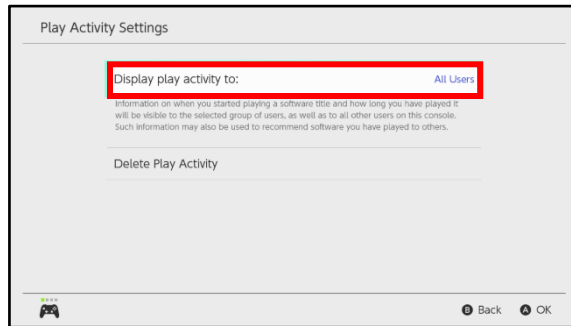 Play Activity Settings
Display play activity to:
All Users
Information on when you started playing a software title and how long you have played it
will be visible to the selected group of users, as well as to all other users on this console.
Such information may also be used to recommend software you have played to others.
Delete Play Activity
B Back
A OK